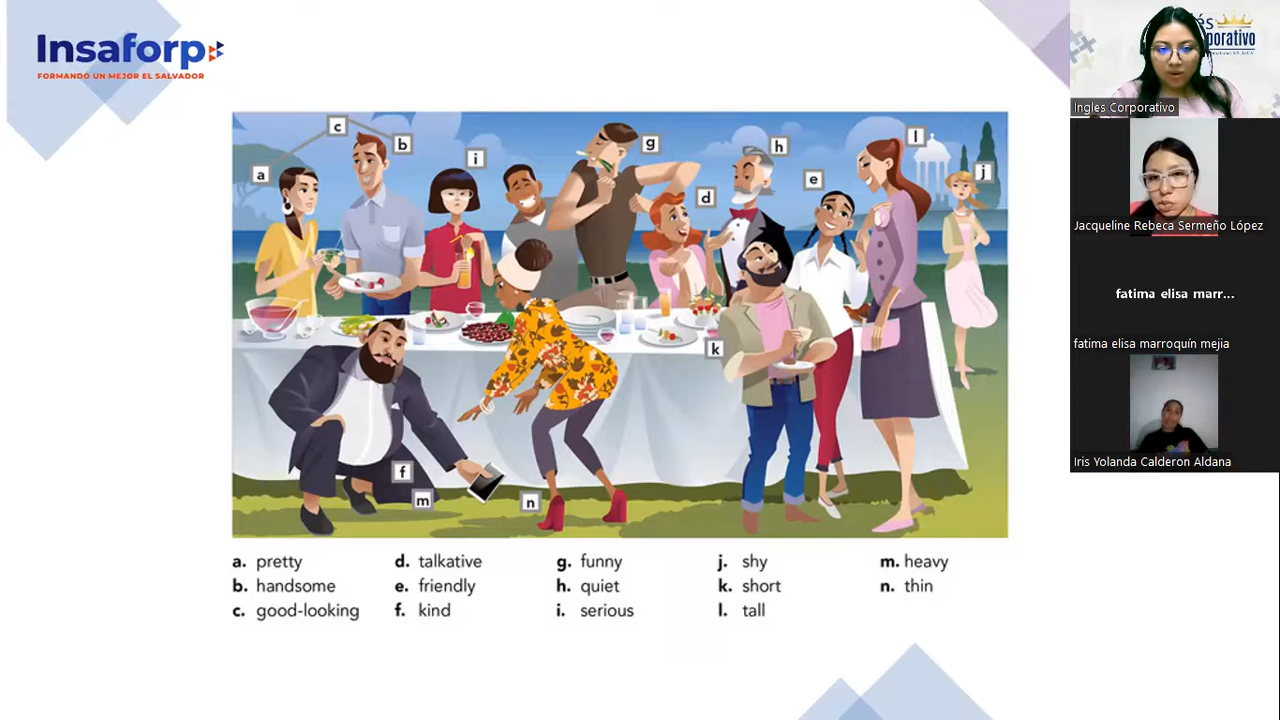 Insaforp
FORMANDO UN MEJOR EL SALVADOR
c
b
a
i
g
h
l
d
e
j
k
f
m
n
a. pretty
b. handsome
c. good-looking
d. talkative
e. friendly
f. kind
g. funny
h. quiet
i. serious
j. shy
k. short
l. tall
m. heavy
n. thin
Ingles Corporativo
Jacqueline Rebeca Sermeño López
fatima elisa marr...
fatima elisa marroquín mejia
Iris Yolanda Calderon Aldana